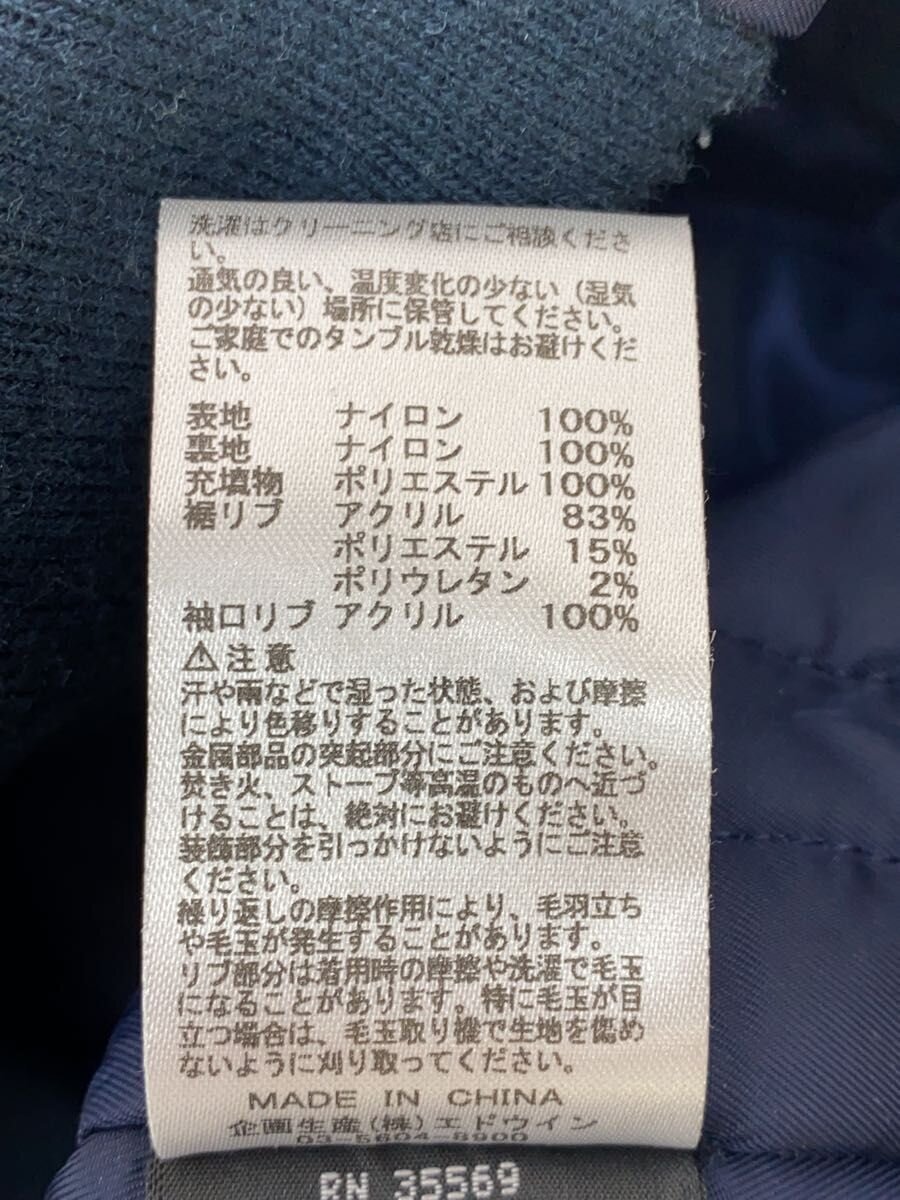 洗濯はクリーニング店にご相談くださ
い。
通気の良い、温度変化の少ない（湿気
の少ない）場所に保管してください。
ご家庭でのタンブル乾燥はお避けくだ
さい。
表地 ナイロン 100%
裏地 ナイロン 100%
充填物 ポリエステル 100%
裾リブ アクリル 83%
ポリエステル 15%
ポリウレタン 2%
袖口リブ アクリル 100%
⚠注意
汗や雨などで湿った状態、および摩擦
により色移りすることがあります。
金属部品の突起部分にご注意ください。
焚き火、ストーブ等高温のものへ近づ
けることは、絶対にお避けください。
装飾部分を引っかけないようにご注意
ください。
繰り返しの摩擦作用により、毛羽立ち
や毛玉が発生することがあります。
リブ部分は着用時の摩擦や洗濯で毛玉
になることがあります。特に毛玉が目
立つ場合は、毛玉取り機で生地を傷め
ないように刈り取ってください。
MADE IN CHINA
企画生産(株)エドウイン
03-5604-8900
RN 35569